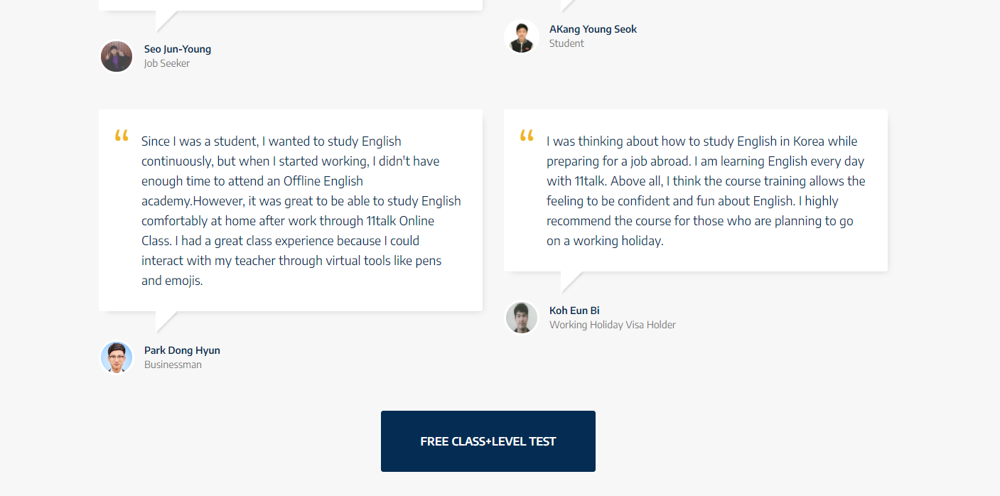 Seo Jun-Young
Job Seeker
AKang Young Seok
Student
“
Since I was a student, I wanted to study English
continuously, but when I started working, I didn't have
enough time to attend an Offline English
academy.However, it was great to be able to study English
comfortably at home after work through 11talk Online
Class. I had a great class experience because I could
interact with my teacher through virtual tools like pens
and emojis.
Park Dong Hyun
Businessman
“
I was thinking about how to study English in Korea while
preparing for a job abroad. I am learning English every day
with 11talk. Above all, I think the course training allows the
feeling to be confident and fun about English. I highly
recommend the course for those who are planning to go
on a working holiday.
Koh Eun Bi
Working Holiday Visa Holder
FREE CLASS+LEVEL TEST